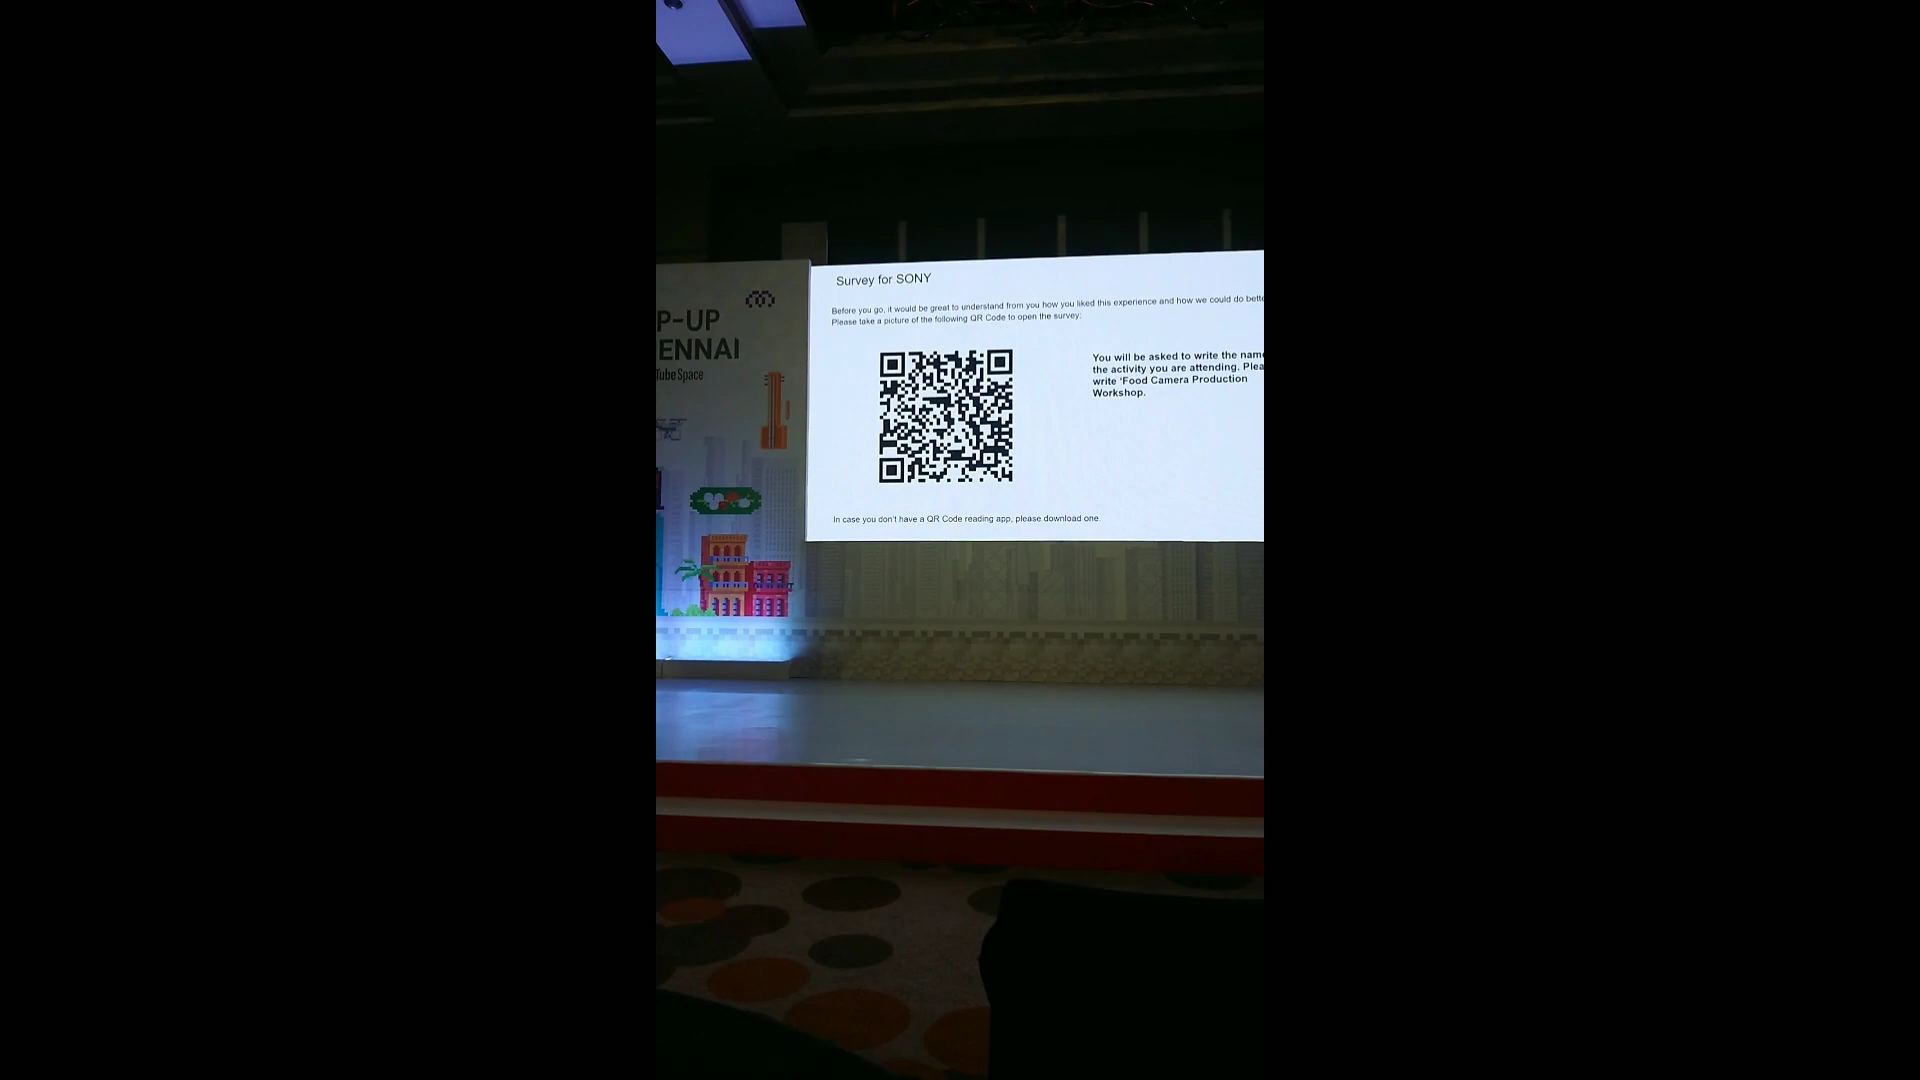 P-UP
ENNAI
Tube Space
Survey for SONY
Before you go, it would be great to understand from you how you liked this experience and how we could do bette
Please take a picture of the following QR Code to open the survey:
You will be asked to write the name
the activity you are attending. Plea
write 'Food Camera Production
Workshop.
In case you don't have a QR Code reading app, please download one.